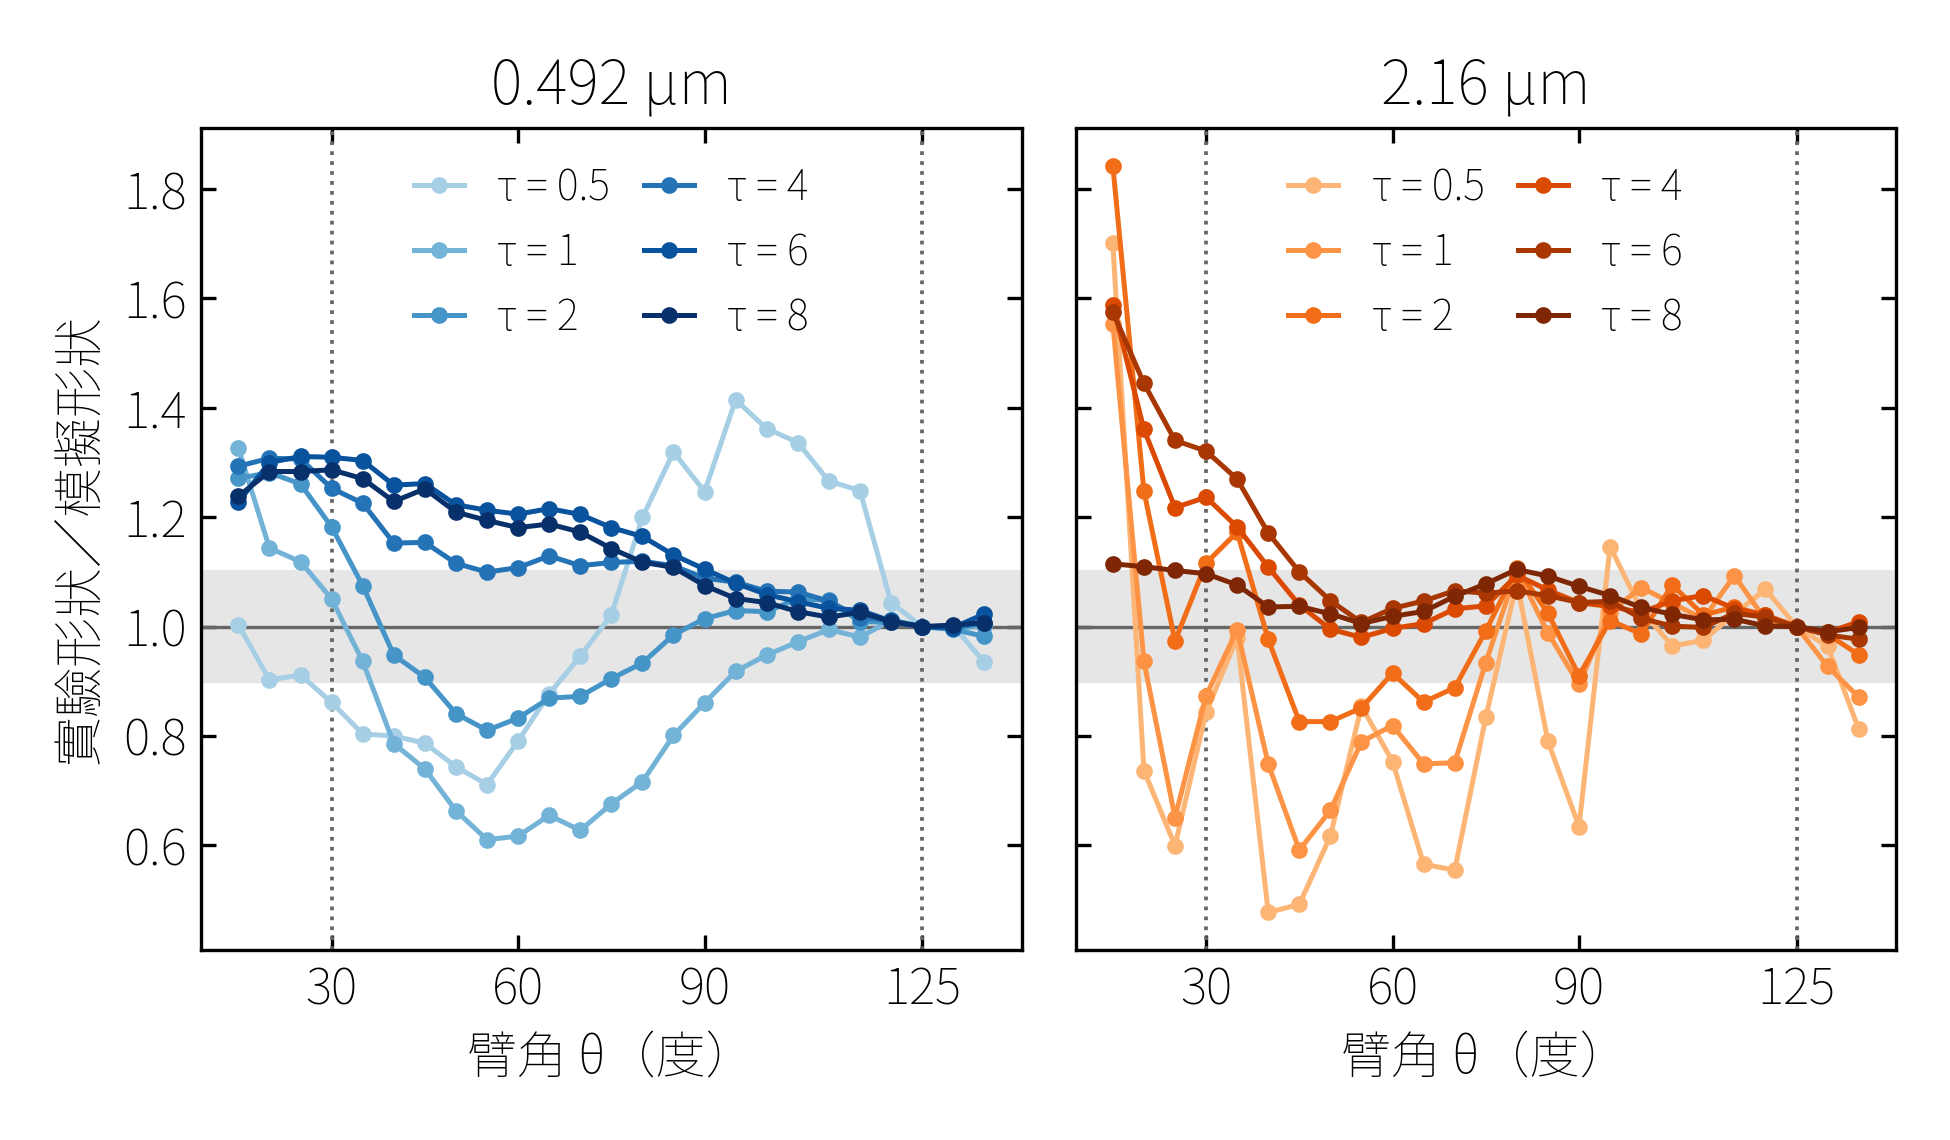 0.492 μm
2.16 μm
實驗形狀／模擬形狀
1.8
1.6
1.4
1.2
1.0
0.8
0.6
τ = 0.5
τ = 1
τ = 2
τ = 4
τ = 6
τ = 8
30
60
90
125
臂角 θ（度）
τ = 0.5
τ = 1
τ = 2
τ = 4
τ = 6
τ = 8
30
60
90
125
臂角 θ（度）